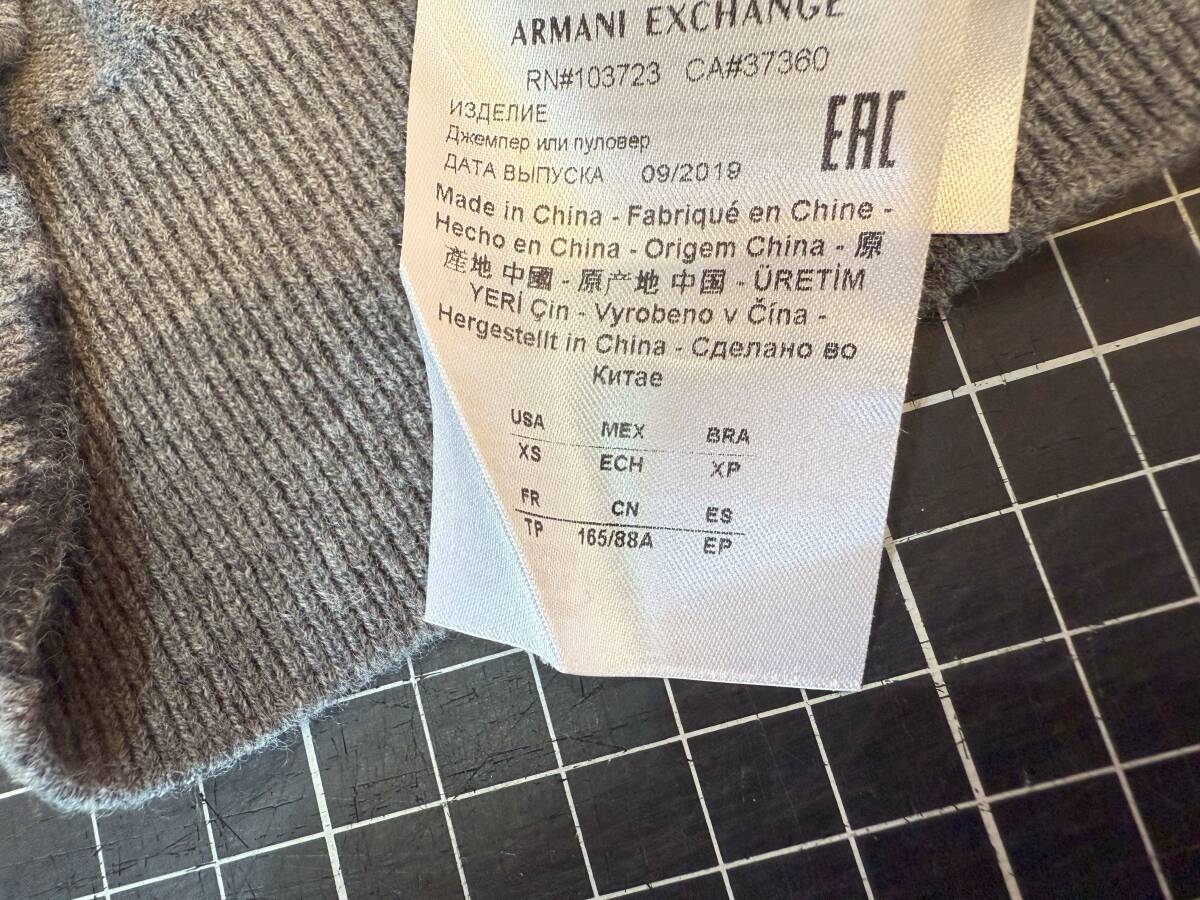 ARMANI EXCHANGE
RN#103723 CA#37360
ИЗДЕЛИЕ
Джемпер или пуловер
ДАТА ВЫПУСКА 09/2019
EAC
Made in China - Fabriqué en Chine -
Hecho en China - Origem China - 原
産地 中國 - 原产地 中国 - ÜRETİM
YERİ Çin - Vyrobeno v Čína -
Hergestellt in China - Сделано во
Китае
USA MEX BRA
XS ECH XP
FR CN ES
TP 165/88A EP